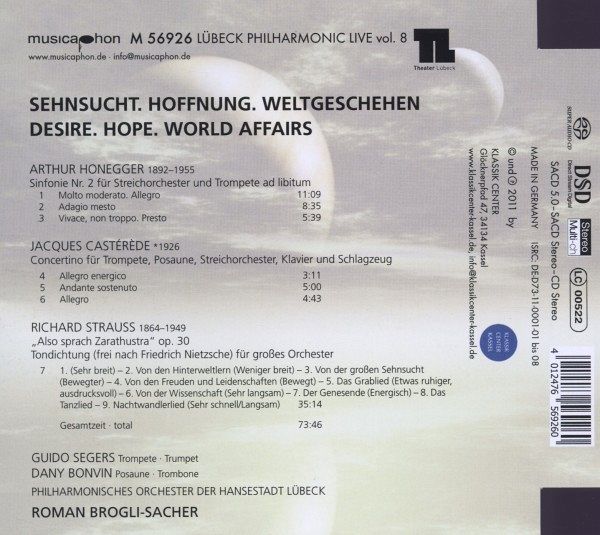 musicaphon M 56926 LÜBECK PHILHARMONIC LIVE vol. 8
www.musicaphon.de · info@musicaphon.de
TL
Theater Lübeck
SEHNSUCHT. HOFFNUNG. WELTGESCHEHEN
DESIRE. HOPE. WORLD AFFAIRS
ARTHUR HONEGGER 1892–1955
Sinfonie Nr. 2 für Streichorchester und Trompete ad libitum
1 Molto moderato. Allegro 11:09
2 Adagio mesto 8:35
3 Vivace, non troppo. Presto 5:39
JACQUES CASTÉRÈDE *1926
Concertino für Trompete, Posaune, Streichorchester, Klavier und Schlagzeug
4 Allegro energico 3:11
5 Andante sostenuto 5:00
6 Allegro 4:43
RICHARD STRAUSS 1864–1949
„Also sprach Zarathustra“ op. 30
Tondichtung (frei nach Friedrich Nietzsche) für großes Orchester
7 1. (Sehr breit) – 2. Von den Hinterweltlern (Weniger breit) – 3. Von der großen Sehnsucht
(Bewegter) – 4. Von den Freuden und Leidenschaften (Bewegt) – 5. Das Grablied (Etwas ruhiger,
ausdrucksvoll) – 6. Von der Wissenschaft (Sehr langsam) – 7. Der Genesende (Energisch) – 8. Das
Tanzlied – 9. Nachtwandlerlied (Sehr schnell/Langsam) 35:14
Gesamtzeit · total 73:46
GUIDO SEGERS Trompete · Trumpet
DANY BONVIN Posaune · Trombone
PHILHARMONISCHES ORCHESTER DER HANSESTADT LÜBECK
ROMAN BROGLI-SACHER
© und ℗ 2011 by
KLASSIK CENTER
Glöcknerpfad 47, 34134 Kassel
www.klassikcenter-kassel.de, info@klassikcenter-kassel.de
KLASSIK
CENTER
KASSEL
MADE IN GERMANY ISRC: DE-D73-11-0001-01 bis 08
SACD 5.0 – SACD Stereo – CD Stereo
SUPER AUDIO CD
DSD
Direct Stream Digital
Stereo
Multi-ch
LC 00522
4 012476 569260